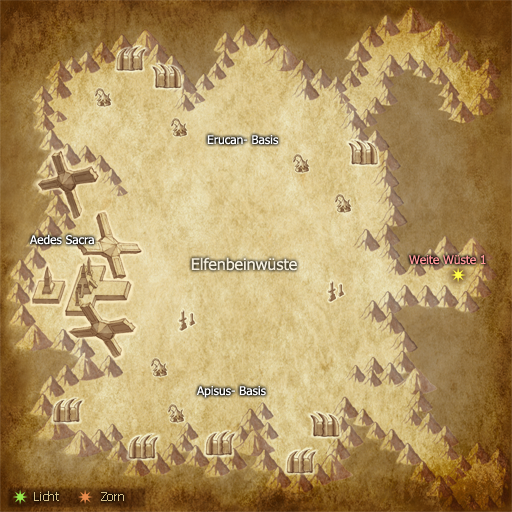 Erucan- Basis
Aedes Sacra
Elfenbeinwüste
Weite Wüste 1
Apisus- Basis
Licht
Zorn